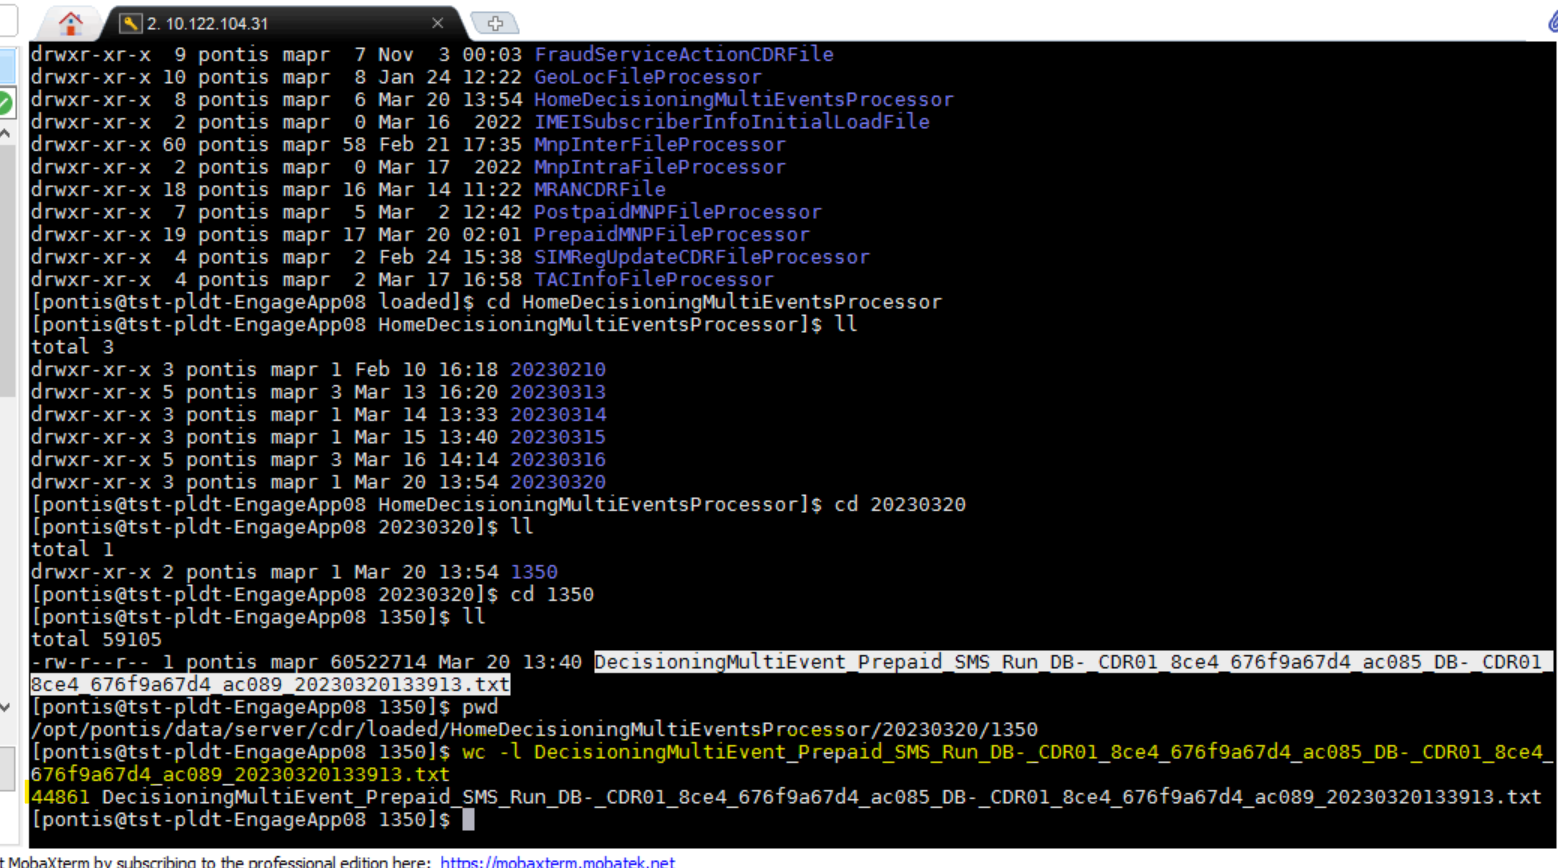 2. 10.122.104.31
drwxr-xr-x  9 pontis mapr  7 Nov  3 00:03 FraudServiceActionCDRFile
drwxr-xr-x 10 pontis mapr  8 Jan 24 12:22 GeoLocFileProcessor
drwxr-xr-x  8 pontis mapr  6 Mar 20 13:54 HomeDecisioningMultiEventsProcessor
drwxr-xr-x  2 pontis mapr  0 Mar 16  2022 IMEISubscriberInfoInitialLoadFile
drwxr-xr-x 60 pontis mapr 58 Feb 21 17:35 MnpInterFileProcessor
drwxr-xr-x  2 pontis mapr  0 Mar 17  2022 MnpIntraFileProcessor
drwxr-xr-x 18 pontis mapr 16 Mar 14 11:22 MRANCDRFile
drwxr-xr-x  7 pontis mapr  5 Mar  2 12:42 PostpaidMNPFileProcessor
drwxr-xr-x 19 pontis mapr 17 Mar 20 02:01 PrepaidMNPFileProcessor
drwxr-xr-x  4 pontis mapr  2 Feb 24 15:38 SIMRegUpdateCDRFileProcessor
drwxr-xr-x  4 pontis mapr  2 Mar 17 16:58 TACInfoFileProcessor
[pontis@tst-pldt-EngageApp08 loaded]$ cd HomeDecisioningMultiEventsProcessor
[pontis@tst-pldt-EngageApp08 HomeDecisioningMultiEventsProcessor]$ ll
total 3
drwxr-xr-x 3 pontis mapr 1 Feb 10 16:18 20230210
drwxr-xr-x 5 pontis mapr 3 Mar 13 16:20 20230313
drwxr-xr-x 3 pontis mapr 1 Mar 14 13:33 20230314
drwxr-xr-x 3 pontis mapr 1 Mar 15 13:40 20230315
drwxr-xr-x 5 pontis mapr 3 Mar 16 14:14 20230316
drwxr-xr-x 3 pontis mapr 1 Mar 20 13:54 20230320
[pontis@tst-pldt-EngageApp08 HomeDecisioningMultiEventsProcessor]$ cd 20230320
[pontis@tst-pldt-EngageApp08 20230320]$ ll
total 1
drwxr-xr-x 2 pontis mapr 1 Mar 20 13:54 1350
[pontis@tst-pldt-EngageApp08 20230320]$ cd 1350
[pontis@tst-pldt-EngageApp08 1350]$ ll
total 59105
-rw-r--r-- 1 pontis mapr 60522714 Mar 20 13:40 DecisioningMultiEvent_Prepaid_SMS_Run_DB-_CDR01_8ce4_676f9a67d4_ac085_DB-_CDR01_
8ce4_676f9a67d4_ac089_20230320133913.txt
[pontis@tst-pldt-EngageApp08 1350]$ pwd
/opt/pontis/data/server/cdr/loaded/HomeDecisioningMultiEventsProcessor/20230320/1350
[pontis@tst-pldt-EngageApp08 1350]$ wc -l DecisioningMultiEvent_Prepaid_SMS_Run_DB-_CDR01_8ce4_676f9a67d4_ac085_DB-_CDR01_8ce4_
676f9a67d4_ac089_20230320133913.txt
44861 DecisioningMultiEvent_Prepaid_SMS_Run_DB-_CDR01_8ce4_676f9a67d4_ac085_DB-_CDR01_8ce4_676f9a67d4_ac089_20230320133913.txt
[pontis@tst-pldt-EngageApp08 1350]$
MobaXterm by subscribing to the professional edition here: https://mobaxterm.mobatek.net